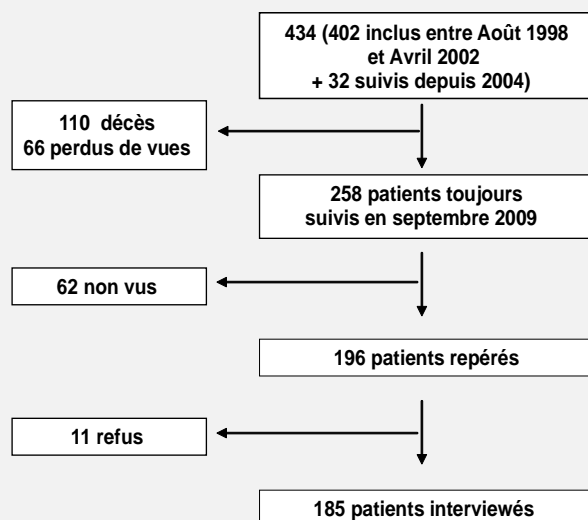 434 (402 inclus entre Août 1998
et Avril 2002
+ 32 suivis depuis 2004)
110 décès
66 perdus de vues
258 patients toujours
suivis en septembre 2009
62 non vus
196 patients repérés
11 refus
185 patients interviewés